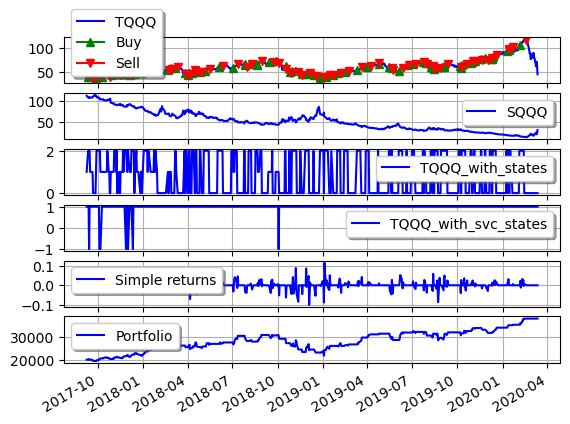 TQQQ
Buy
Sell
100
50
100
50
SQQQ
2
0
TQQQ_with_states
1
0
−1
TQQQ_with_svc_states
0.1
0.0
−0.1
Simple returns
30000
20000
Portfolio
2017-10 2018-01 2018-04 2018-07 2018-10 2019-01 2019-04 2019-07 2019-10 2020-01 2020-04